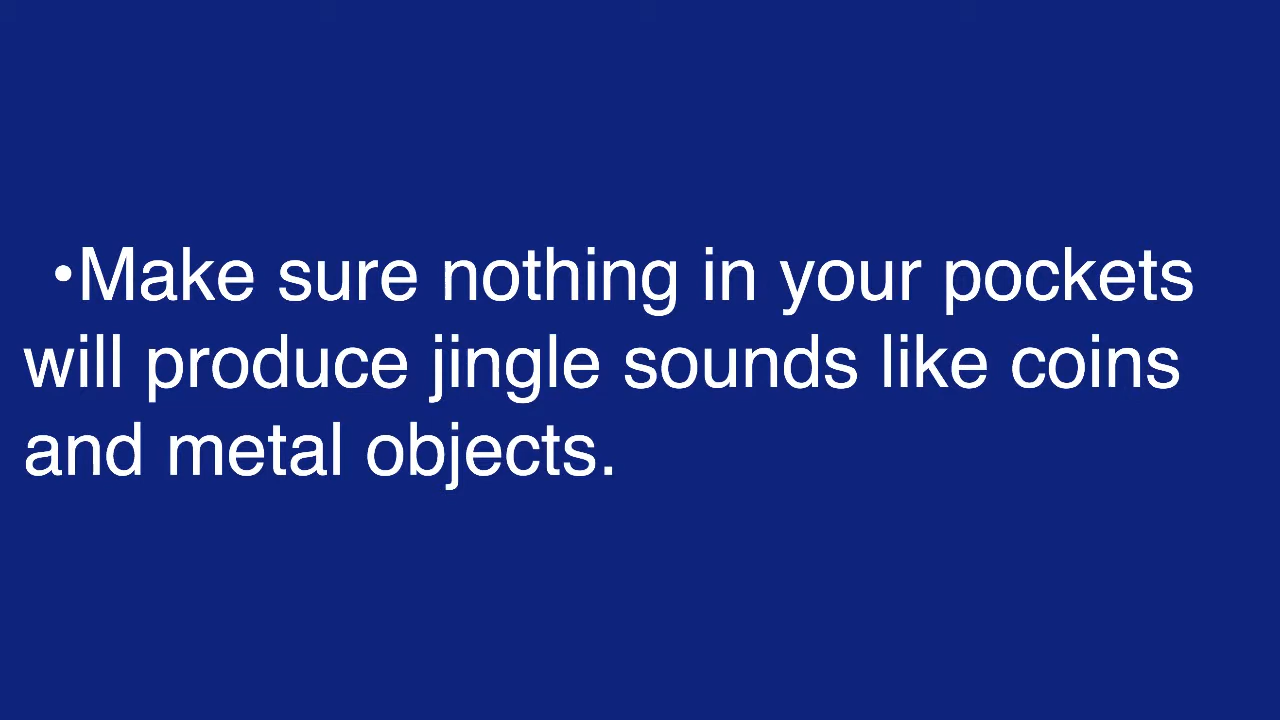 •Make sure nothing in your pockets
will produce jingle sounds like coins
and metal objects.